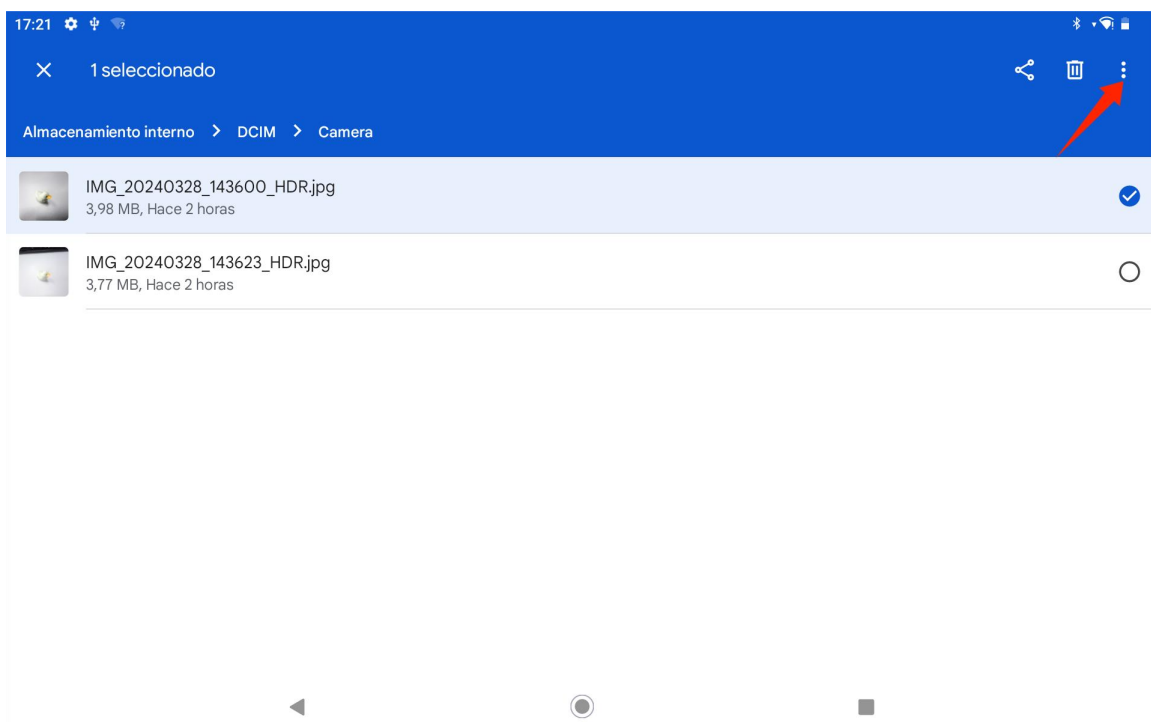 17:21
1 seleccionado
Almacenamiento interno > DCIM > Camera
IMG_20240328_143600_HDR.jpg
3,98 MB, Hace 2 horas
IMG_20240328_143623_HDR.jpg
3,77 MB, Hace 2 horas